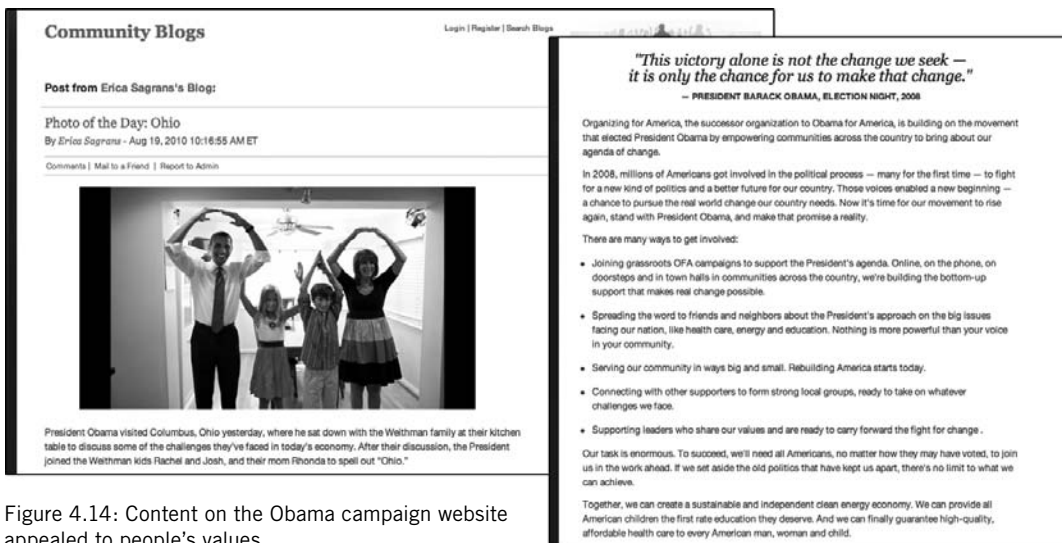 Community Blogs
Login | Register | Search Blogs
Post from Erica Sagrans's Blog:
Photo of the Day: Ohio
By Erica Sagrans - Aug 19, 2010 10:16:55 AM ET
Comments | Mail to a Friend | Report to Admin
President Obama visited Columbus, Ohio yesterday, where he sat down with the Weithman family at their kitchen
table to discuss some of the challenges they've faced in today's economy. After their discussion, the President
joined the Weithman kids Rachel and Josh, and their mom Rhonda to spell out "Ohio."
Figure 4.14: Content on the Obama campaign website
appealed to people's values
"This victory alone is not the change we seek —
it is only the chance for us to make that change."
— PRESIDENT BARACK OBAMA, ELECTION NIGHT, 2008
Organizing for America, the successor organization to Obama for America, is building on the movement
that elected President Obama by empowering communities across the country to bring about our
agenda of change.
In 2008, millions of Americans got involved in the political process — many for the first time — to fight
for a new kind of politics and a better future for our country. Those voices enabled a new beginning —
a chance to pursue the real world change our country needs. Now it's time for our movement to rise
again, stand with President Obama, and make that promise a reality.
There are many ways to get involved:
• Joining grassroots OFA campaigns to support the President's agenda. Online, on the phone, on
doorsteps and in town halls in communities across the country, we're building the bottom-up
support that makes real change possible.
• Spreading the word to friends and neighbors about the President's approach on the big issues
facing our nation, like health care, energy and education. Nothing is more powerful than your voice
in your community.
• Serving our community in ways big and small. Rebuilding America starts today.
• Connecting with other supporters to form strong local groups, ready to take on whatever
challenges we face.
• Supporting leaders who share our values and are ready to carry forward the fight for change .
Our task is enormous. To succeed, we'll need all Americans, no matter how they may have voted, to join
us in the work ahead. If we set aside the old politics that have kept us apart, there's no limit to what we
can achieve.
Together, we can create a sustainable and independent clean energy economy. We can provide all
American children the first rate education they deserve. And we can finally guarantee high-quality,
affordable health care to every American man, woman and child.